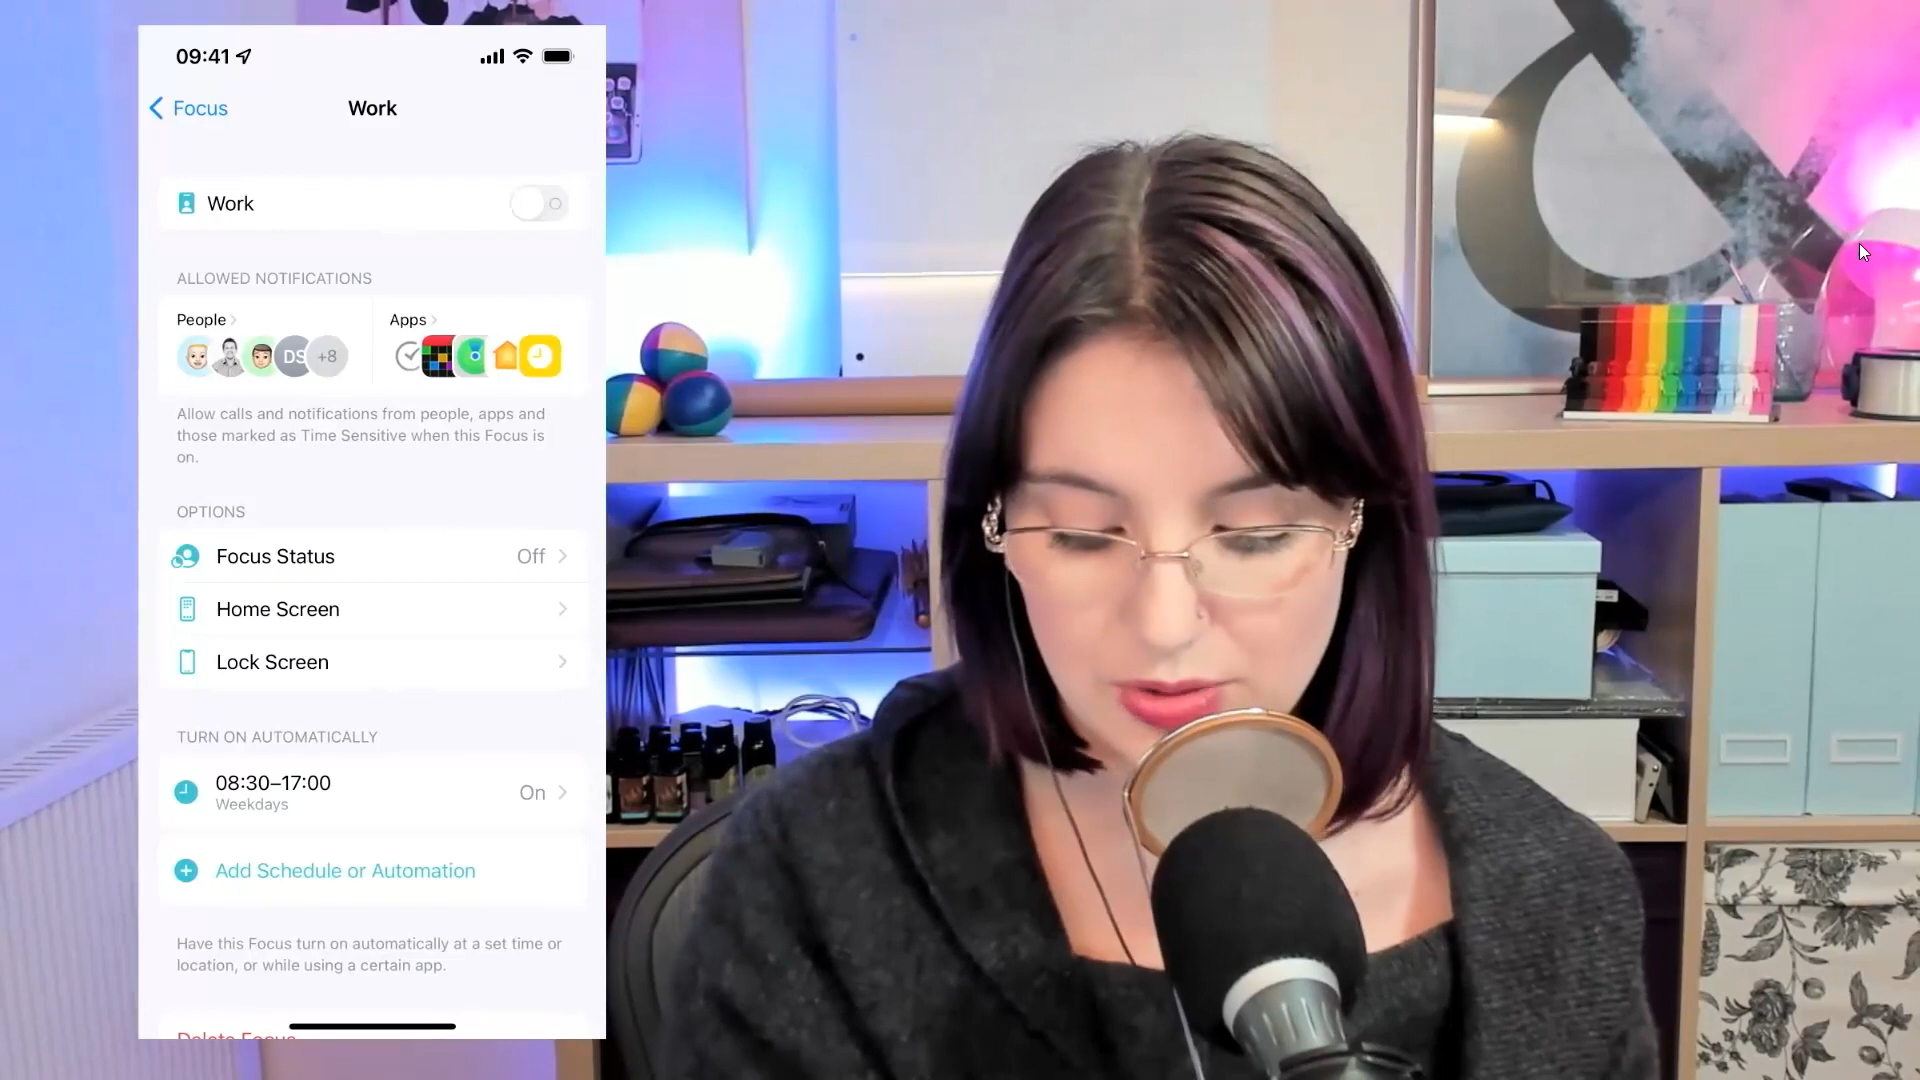 09:41
Focus
Work
Work
ALLOWED NOTIFICATIONS
People
Apps
DS
+8
Allow calls and notifications from people, apps and
those marked as Time Sensitive when this Focus is
on.
OPTIONS
Focus Status
Off
Home Screen
Lock Screen
TURN ON AUTOMATICALLY
08:30–17:00
On
Weekdays
Add Schedule or Automation
Have this Focus turn on automatically at a set time or
location, or while using a certain app.
Delete Focus